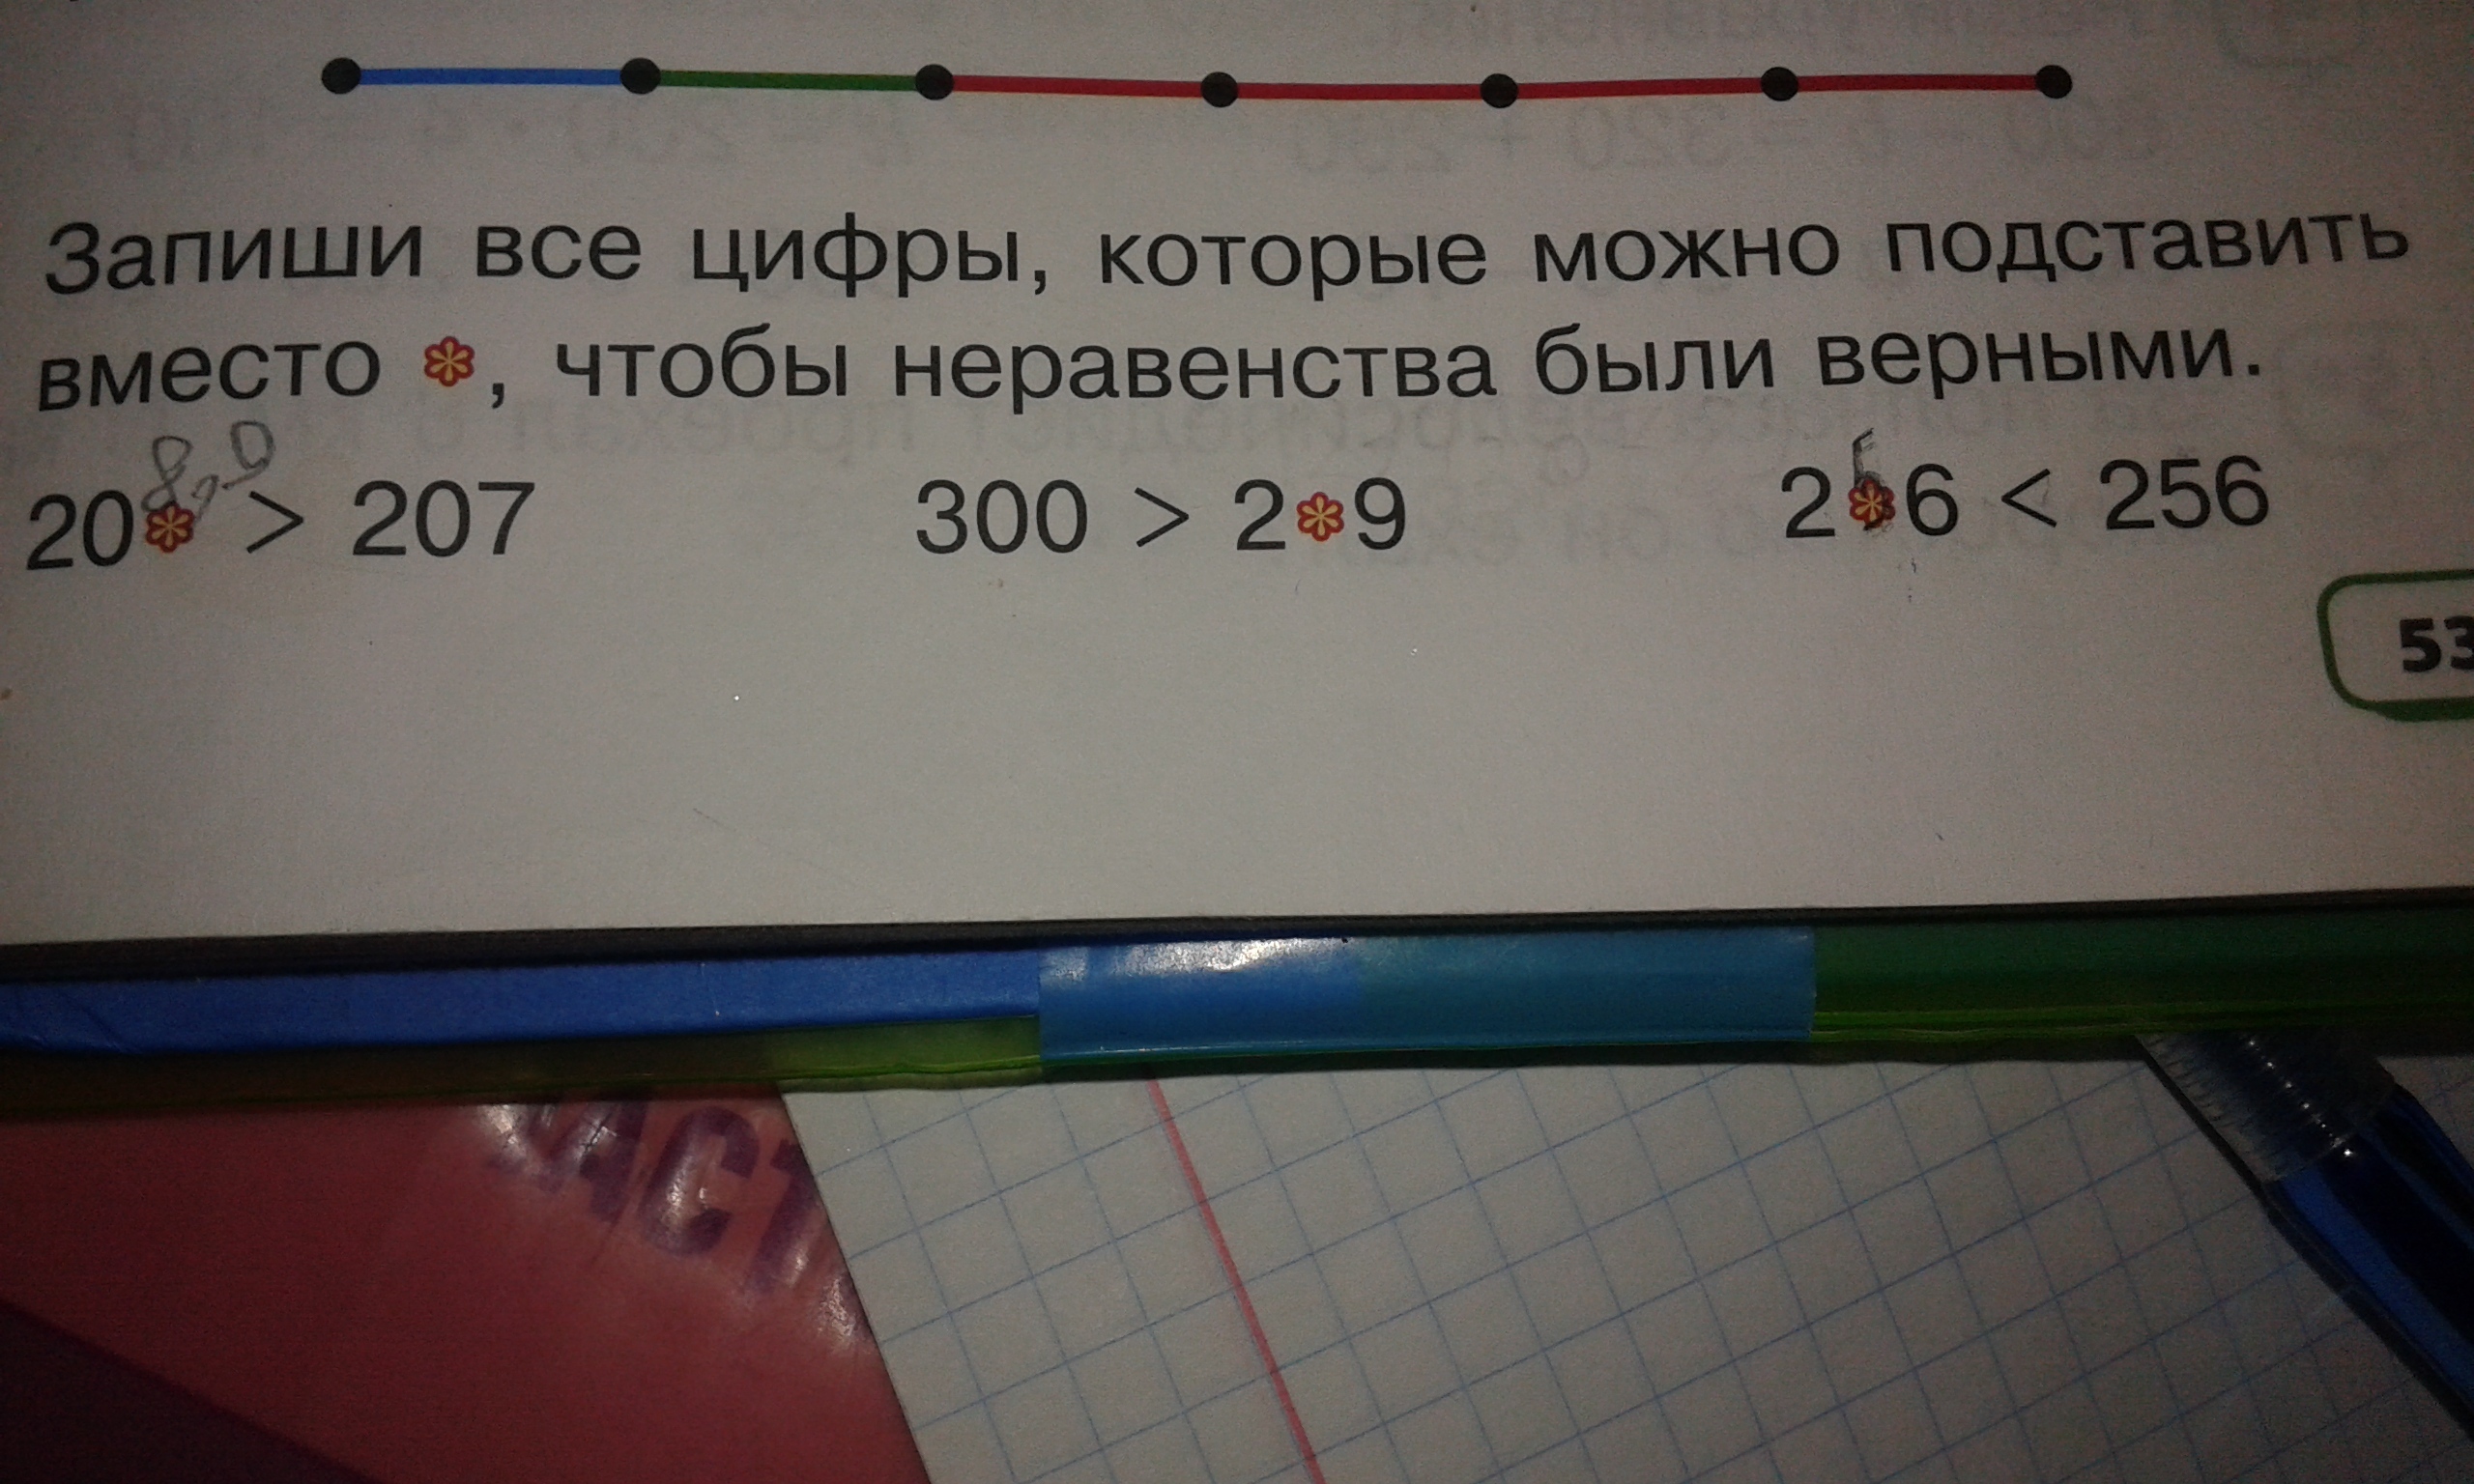 Запиши все цифры, которые можно подставить
вместо *, чтобы неравенства были верными.
8,9
20* > 207 300 > 2*9 2*6 < 256
53